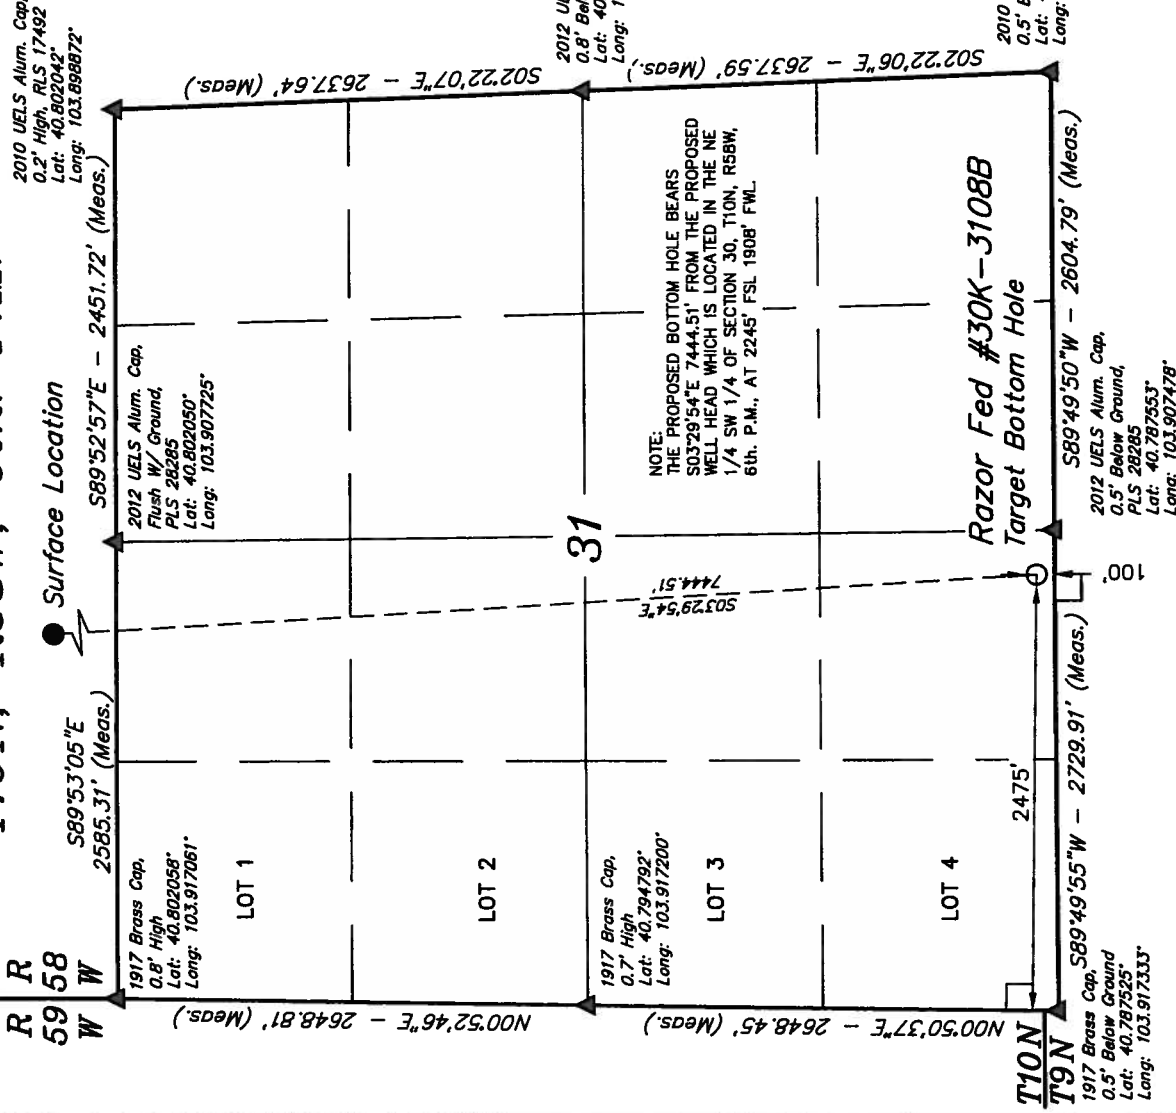 R R
59 58
W W
2010 UELS Alum. Cap,
0.2' High, RLS 17492
Lat: 40.802042°
Long: 103.898872°
2012
0.8'
Lat: 40
2010
0.5'
Lat:
Long:
Surface Location
S89°53'05"E
2585.31' (Meas.)
S89°52'57"E – 2451.72' (Meas.)
1917 Brass Cap,
0.8' High
Lat: 40.802058°
Long: 103.917061°
2012 UELS Alum. Cap,
Flush W/ Ground,
PLS 28285
Lat: 40.802050°
Long: 103.907725°
LOT 1
LOT 2
1917 Brass Cap,
0.7' High
Lat: 40.794792°
Long: 103.917200°
LOT 3
LOT 4
31
N00°52'46"E – 2648.81' (Meas.)
N00°50'37"E – 2648.45' (Meas.)
S02°22'07"E – 2637.64' (Meas.)
S02°22'06"E – 2637.59' (Meas.)
S03°29'54"E
7444.51'
NOTE:
THE PROPOSED BOTTOM HOLE BEARS
S03°29'54"E 7444.51' FROM THE PROPOSED
WELL HEAD WHICH IS LOCATED IN THE NE
1/4 SW 1/4 OF SECTION 30, T10N, R58W,
6th. P.M., AT 2245' FSL 1908' FWL.
Razor Fed #30K-3108B
Target Bottom Hole
2475'
100'
T10N
T9N
S89°49'55"W – 2729.91' (Meas.)
S89°49'50"W – 2604.79' (Meas.)
1917 Brass Cap,
0.5' Below Ground
Lat: 40.787525°
Long: 103.917333°
2012 UELS Alum. Cap,
0.5' Below Ground,
PLS 28285
Lat: 40.787553°
Long: 103.907478°